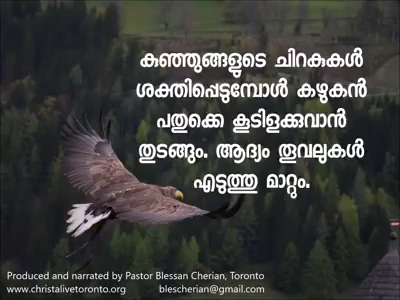 കുഞ്ഞുങ്ങളുടെ ചിറകുകൾ
ശക്തിപ്പെടുമ്പോൾ കഴുകൻ
പതുക്കെ കൂടിളക്കുവാൻ
തുടങ്ങും. ആദ്യം തൂവലുകൾ
എടുത്തു മാറ്റും.
Produced and narrated by Pastor Blessan Cherian, Toronto
www.christalivetoronto.org blescherian@gmail.com